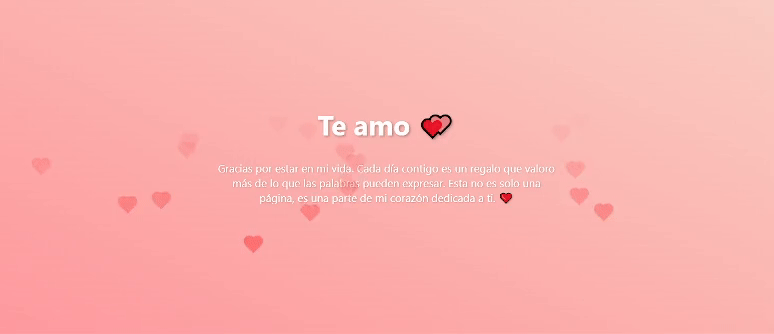 Te amo 💕
Gracias por estar en mi vida. Cada día contigo es un regalo que valoro
más de lo que las palabras pueden expresar. Esta no es solo una
página, es una parte de mi corazón dedicada a ti. ❤️